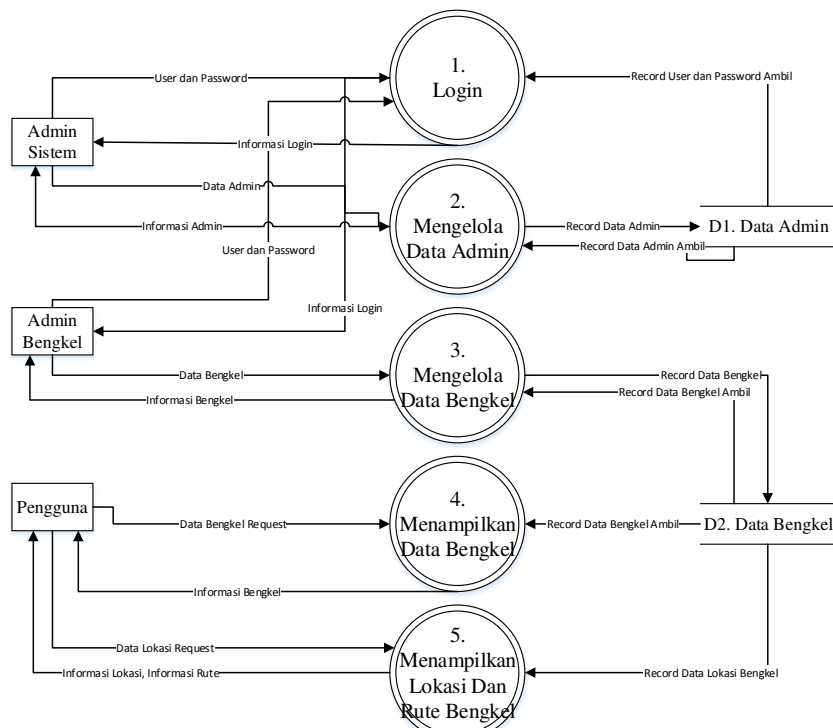 1.
Login
User dan Password
Record User dan Password Ambil
Admin
Sistem
Informasi Login
Data Admin
2.
Mengelola
Data Admin
Informasi Admin
Record Data Admin
D1. Data Admin
Record Data Admin Ambil
User dan Password
Informasi Login
Admin
Bengkel
3.
Mengelola
Data Bengkel
Data Bengkel
Record Data Bengkel
Record Data Bengkel Ambil
Informasi Bengkel
Pengguna
4.
Menampilkan
Data Bengkel
Data Bengkel Request
Record Data Bengkel Ambil
D2. Data Bengkel
Informasi Bengkel
5.
Menampilkan
Lokasi Dan
Rute Bengkel
Data Lokasi Request
Informasi Lokasi, Informasi Rute
Record Data Lokasi Bengkel